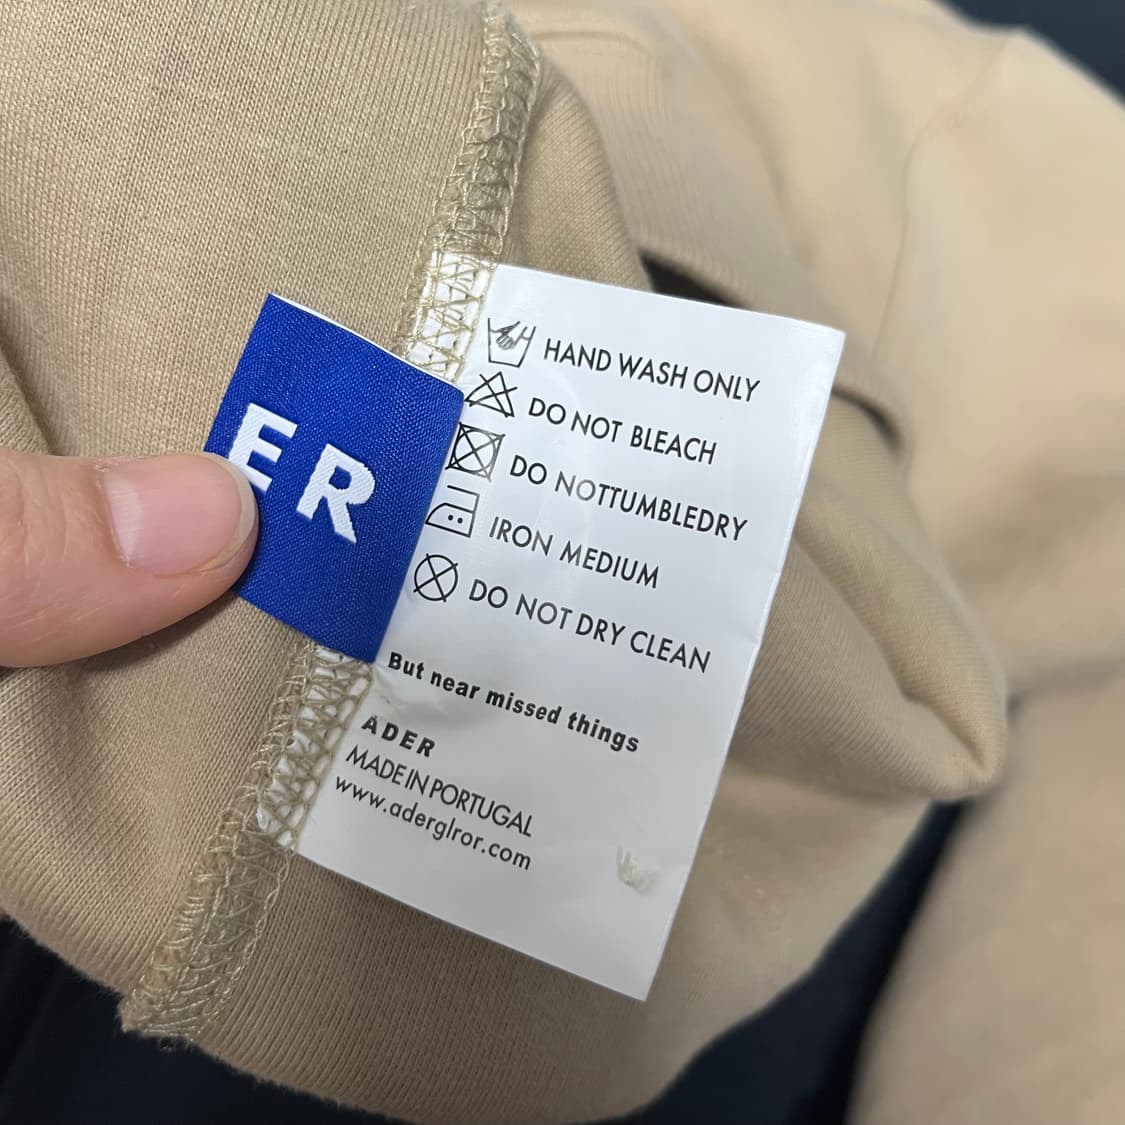 ER
HAND WASH ONLY
DO NOT BLEACH
DO NOTTUMBLEDRY
IRON MEDIUM
DO NOT DRY CLEAN
But near missed things
ADER
MADE IN PORTUGAL
www.aderglror.com